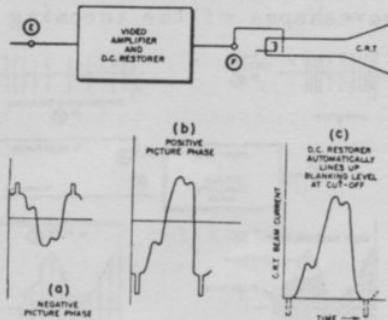 E
VIDEO
AMPLIFIER
AND
D.C. RESTORER
F
C.R.T.
(b)
POSITIVE
PICTURE PHASE
(c)
D.C. RESTORER
AUTOMATICALLY
LINES UP
BLANKING LEVEL
AT CUT-OFF
C.R.T BEAM CURRENT
(a)
NEGATIVE
PICTURE PHASE
TIME